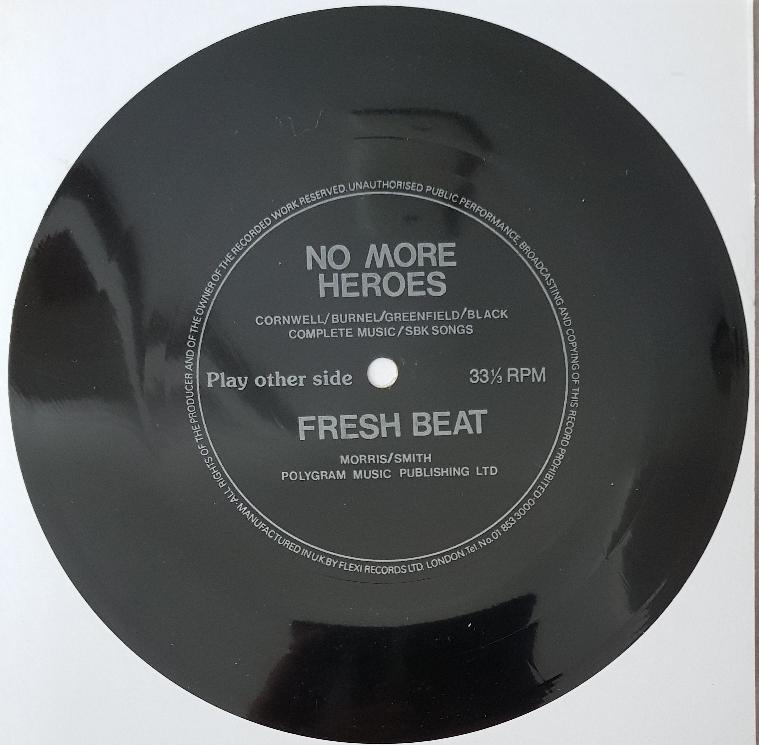 NO MORE
HEROES
CORNWELL/BURNEL/GREENFIELD/BLACK
COMPLETE MUSIC/SBK SONGS
Play other side
33⅓ RPM
FRESH BEAT
MORRIS/SMITH
POLYGRAM MUSIC PUBLISHING LTD
ALL RIGHTS OF THE PRODUCER AND OF THE OWNER OF THE RECORDED WORK RESERVED. UNAUTHORISED PUBLIC PERFORMANCE, BROADCASTING AND COPYING OF THIS RECORD PROHIBITED.
MANUFACTURED IN U.K. BY FLEXI RECORDS LTD. LONDON. Tel. No. 01 853 3000